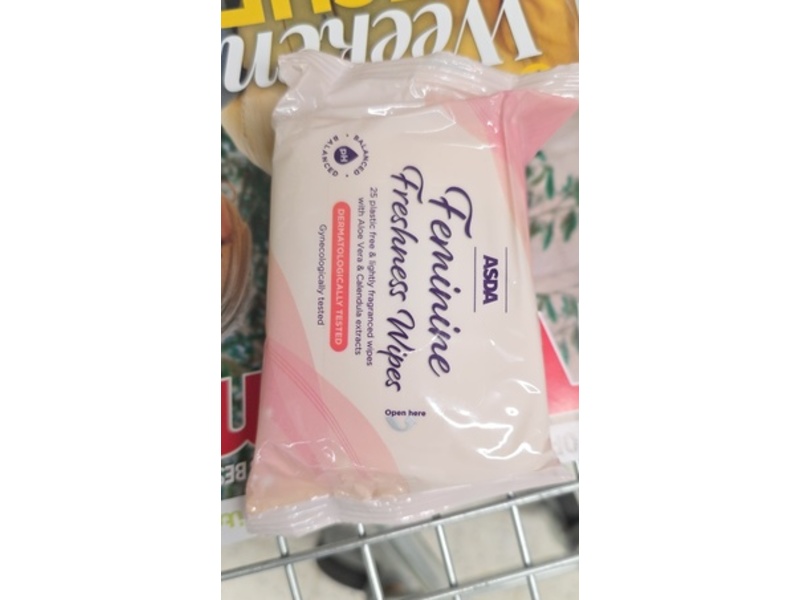 Weeken
ASDA
Feminine
Freshness Wipes
25 plastic free & lightly fragranced wipes
with Aloe Vera & Calendula extracts
DERMATOLOGICALLY TESTED
Gynecologically tested
BALANCED • BALANCED •
pH
Open here